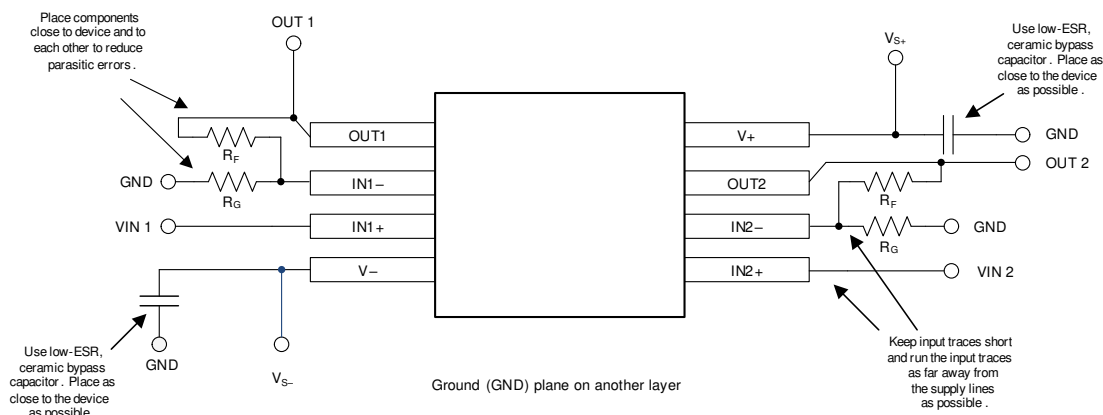 Place components
close to device and to
each other to reduce
parasitic errors .
OUT 1
VS+
Use low-ESR,
ceramic bypass
capacitor . Place as
close to the device
as possible .
RF
OUT1
V+
GND
OUT 2
GND
RG
IN1−
OUT2
RF
VIN 1
IN1+
IN2−
RG
GND
V−
IN2+
VIN 2
Use low-ESR,
ceramic bypass
capacitor . Place as
close to the device
as possible
GND
VS−
Ground (GND) plane on another layer
Keep input traces short
and run the input traces
as far away from
the supply lines
as possible .